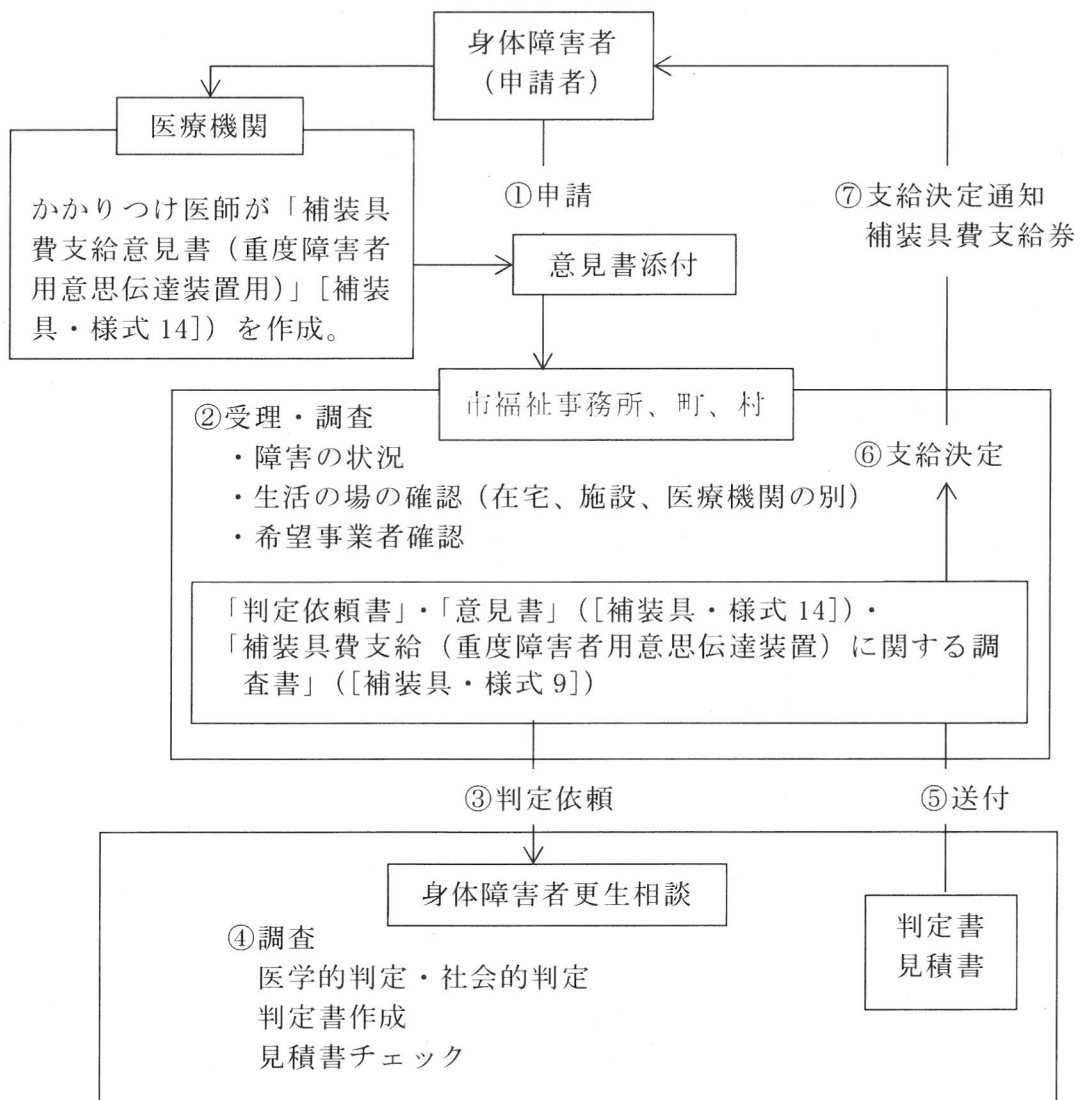 身体障害者
（申請者）
医療機関
かかりつけ医師が「補装具
費支給意見書（重度障害者
用意思伝達装置用）」［補装
具・様式 14］）を作成。
①申請
意見書添付
⑦支給決定通知
補装具費支給券
市福祉事務所、町、村
②受理・調査
・障害の状況
・生活の場の確認（在宅、施設、医療機関の別）
・希望事業者確認
⑥支給決定
「判定依頼書」・「意見書」（［補装具・様式 14］）・
「補装具費支給（重度障害者用意思伝達装置）に関する調
査書」（［補装具・様式 9］）
③判定依頼
⑤送付
身体障害者更生相談
④調査
医学的判定・社会的判定
判定書作成
見積書チェック
判定書
見積書